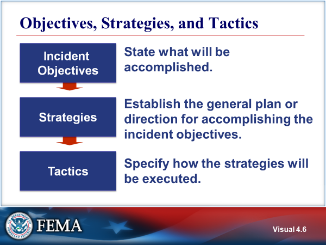 Objectives, Strategies, and Tactics
Incident
Objectives
State what will be
accomplished.
Strategies
Establish the general plan or
direction for accomplishing the
incident objectives.
Tactics
Specify how the strategies will
be executed.
FEMA
Visual 4.6